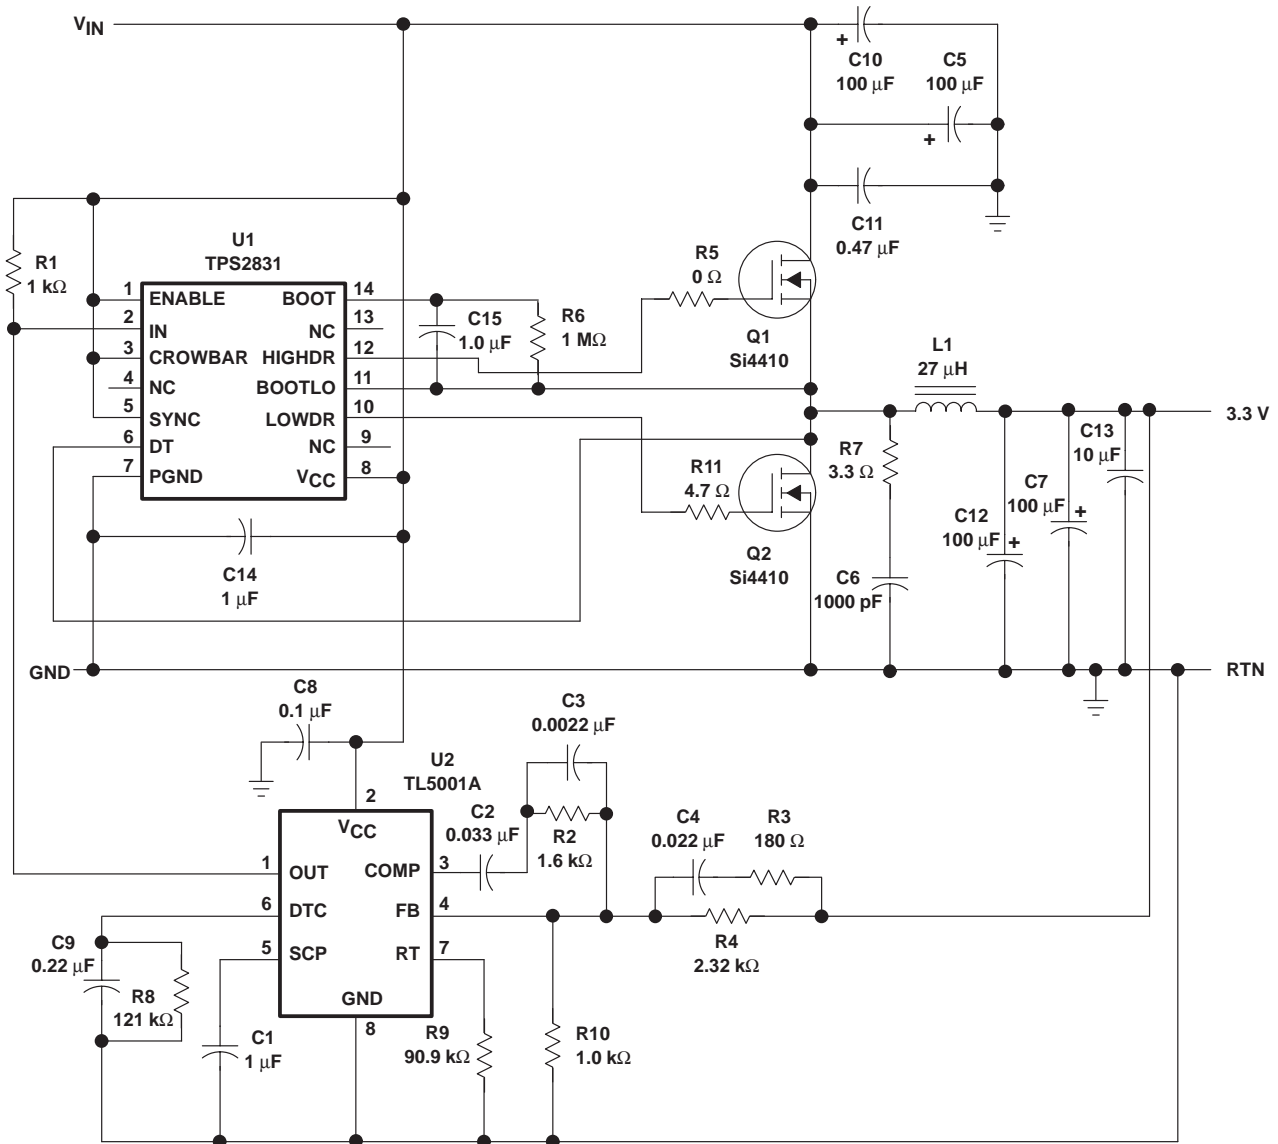 VIN
+
C10
100 μF
C5
100 μF
+
C11
0.47 μF
R1
1 kΩ
U1
TPS2831
1
ENABLE
2
IN
3
CROWBAR
4
NC
5
SYNC
6
DT
7
PGND
BOOT
14
NC
13
HIGHDR
12
BOOTLO
11
LOWDR
10
NC
9
VCC
8
C15
1.0 μF
R6
1 MΩ
R5
0 Ω
Q1
Si4410
L1
27 μH
3.3 V
R11
4.7 Ω
Q2
Si4410
R7
3.3 Ω
C6
1000 pF
C12
100 μF
+
C7
100 μF
+
C13
10 μF
C14
1 μF
GND
RTN
C8
0.1 μF
U2
TL5001A
2
VCC
1
OUT
6
DTC
5
SCP
COMP
3
FB
4
RT
7
GND
8
C2
0.033 μF
C3
0.0022 μF
R2
1.6 kΩ
C4
0.022 μF
R3
180 Ω
R4
2.32 kΩ
C9
0.22 μF
R8
121 kΩ
C1
1 μF
R9
90.9 kΩ
R10
1.0 kΩ